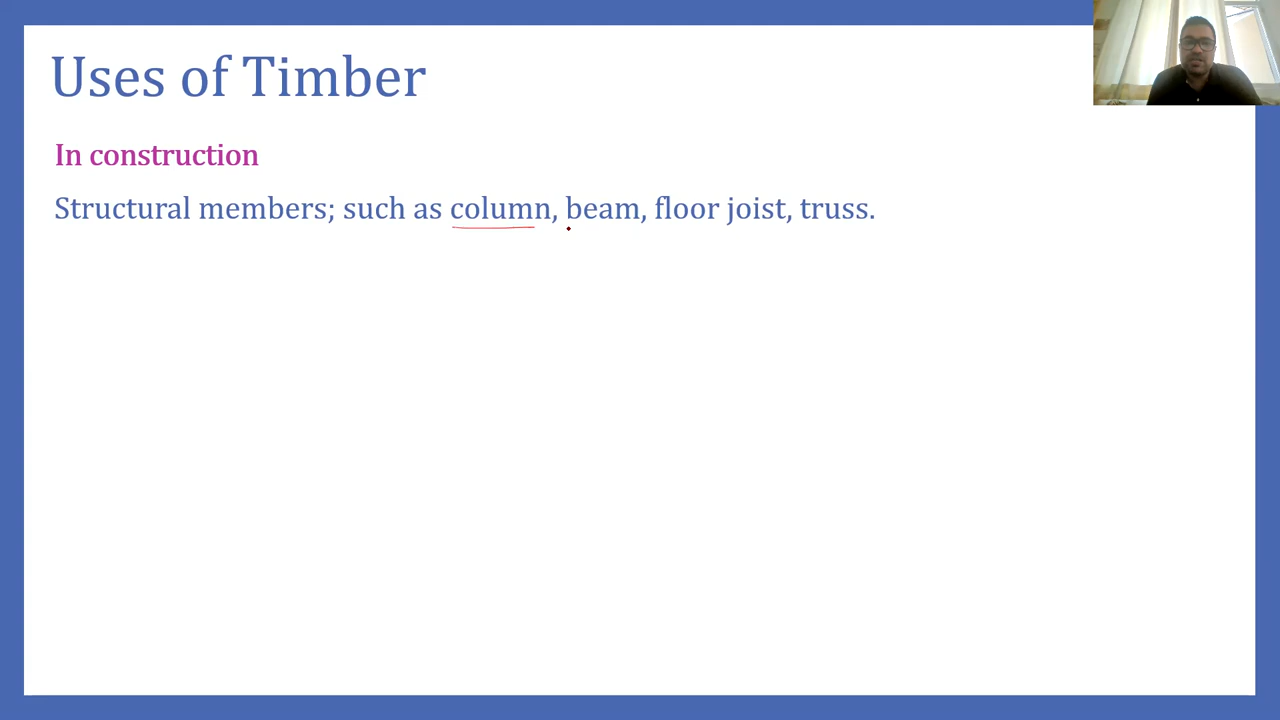 Uses of Timber
In construction
Structural members; such as column, beam, floor joist, truss.